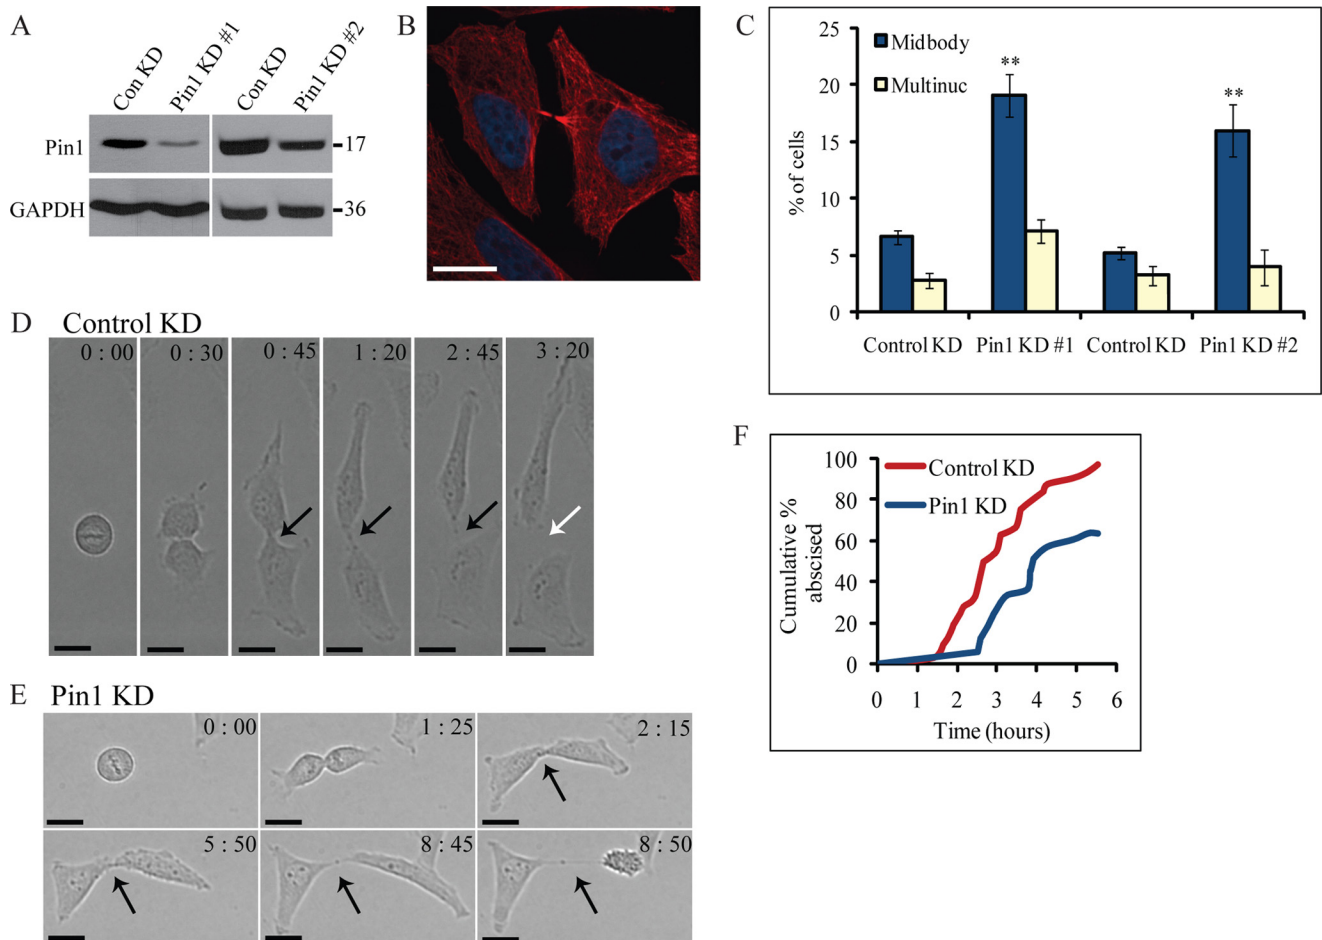 A
Con KD
Pin1 KD #1
Con KD
Pin1 KD #2
Pin1
17
GAPDH
36
B
C
25
20
15
10
5
0
% of cells
Midbody
Multinuc
**
**
Control KD
Pin1 KD #1
Control KD
Pin1 KD #2
D
Control KD
0 : 00
0 : 30
0 : 45
1 : 20
2 : 45
3 : 20
E
Pin1 KD
0 : 00
1 : 25
2 : 15
5 : 50
8 : 45
8 : 50
F
100
80
60
40
20
0
Cumulative %
abscised
Control KD
Pin1 KD
0 1 2 3 4 5 6
Time (hours)